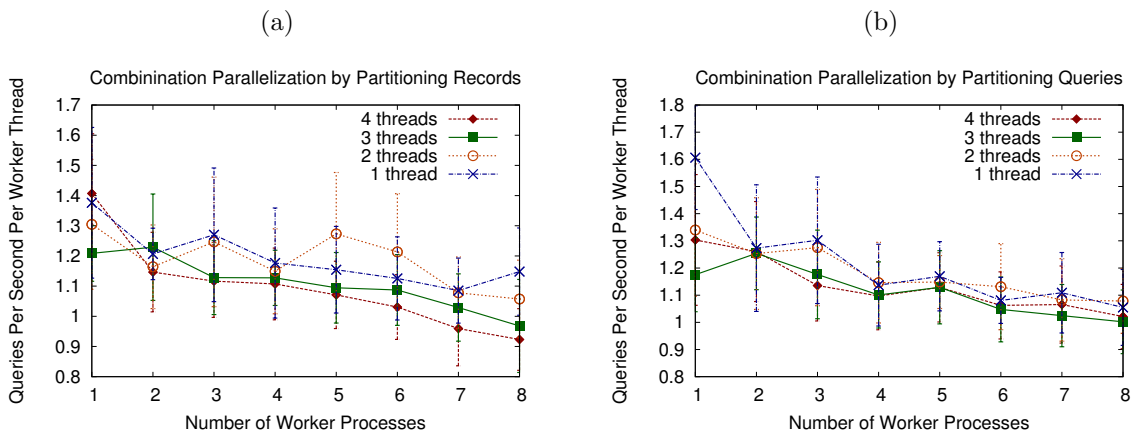 (a)
Combinination Parallelization by Partitioning Records
Queries Per Second Per Worker Thread
1.7
1.6
1.5
1.4
1.3
1.2
1.1
1
0.9
0.8
4 threads
3 threads
2 threads
1 thread
1 2 3 4 5 6 7 8
Number of Worker Processes
(b)
Combinination Parallelization by Partitioning Queries
Queries Per Second Per Worker Thread
1.8
1.7
1.6
1.5
1.4
1.3
1.2
1.1
1
0.9
0.8
4 threads
3 threads
2 threads
1 thread
1 2 3 4 5 6 7 8
Number of Worker Processes